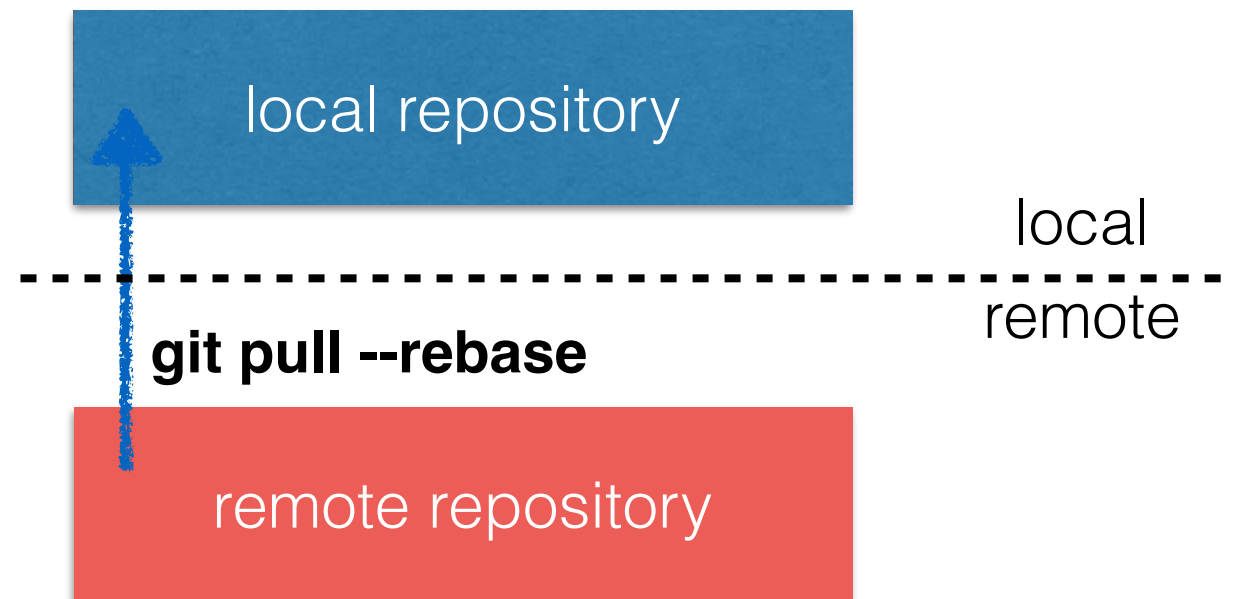 local repository
local
remote
git pull --rebase
remote repository